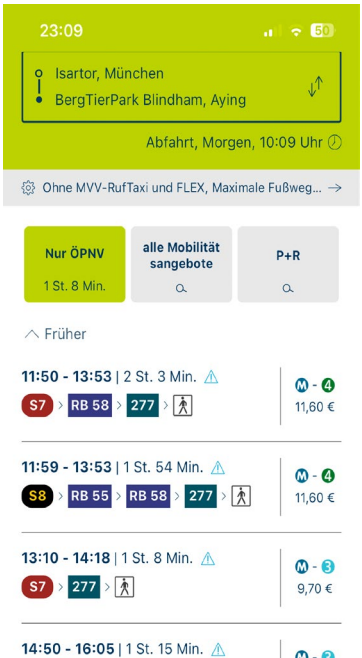 23:09
50
Isartor, München
BergTierPark Blindham, Aying
Abfahrt, Morgen, 10:09 Uhr
Ohne MVV-RufTaxi und FLEX, Maximale Fußweg...
Nur ÖPNV
1 St. 8 Min.
alle Mobilität
sangebote
P+R
Früher
11:50 - 13:53 | 2 St. 3 Min.
S7 > RB 58 > 277 >
M - 4
11,60 €
11:59 - 13:53 | 1 St. 54 Min.
S8 > RB 55 > RB 58 > 277 >
M - 4
11,60 €
13:10 - 14:18 | 1 St. 8 Min.
S7 > 277 >
M - 3
9,70 €
14:50 - 16:05 | 1 St. 15 Min.
M - 3